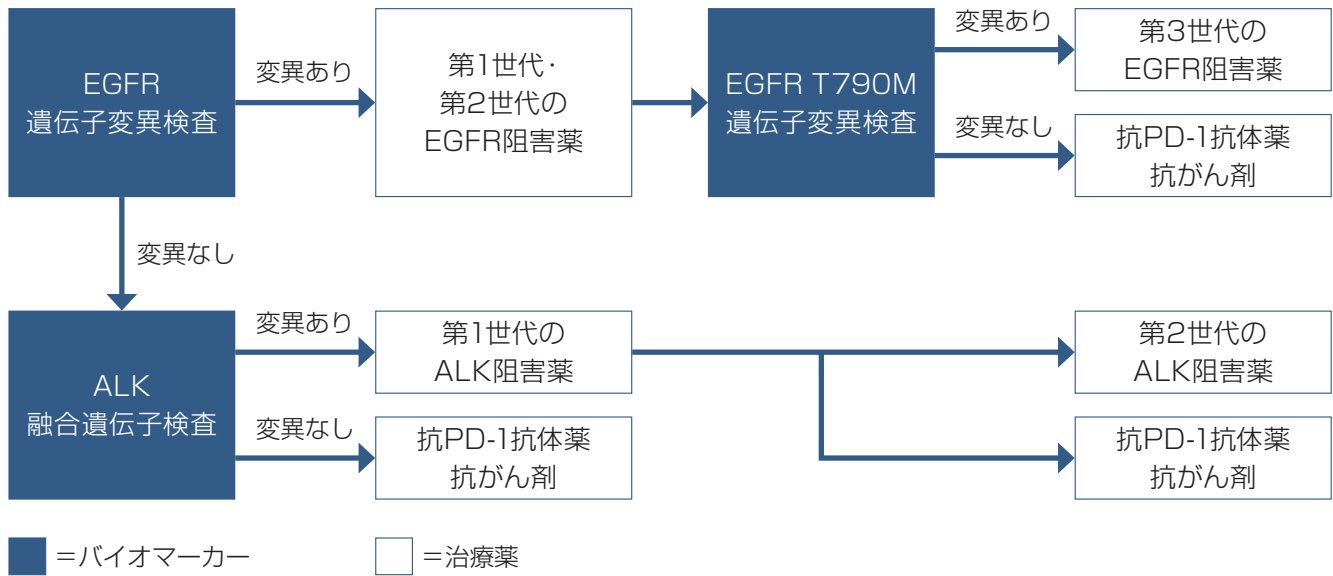 EGFR
遺伝子変異検査
変異あり
第1世代・
第2世代の
EGFR阻害薬
EGFR T790M
遺伝子変異検査
変異あり
第3世代の
EGFR阻害薬
変異なし
抗PD-1抗体薬
抗がん剤
変異なし
ALK
融合遺伝子検査
変異あり
第1世代の
ALK阻害薬
第2世代の
ALK阻害薬
変異なし
抗PD-1抗体薬
抗がん剤
抗PD-1抗体薬
抗がん剤
=バイオマーカー
=治療薬